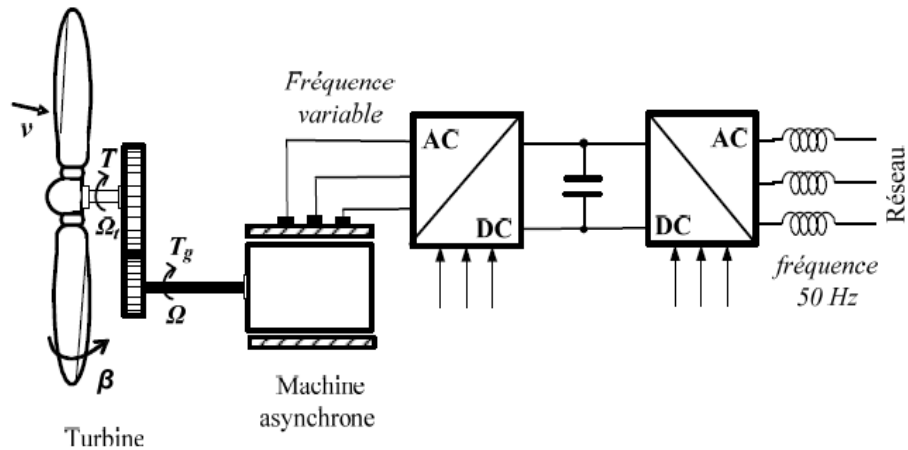 Fréquence
variable
v
T
Ωt
Tg
Ω
β
Turbine
Machine
asynchrone
AC
DC
AC
DC
Réseau
fréquence
50 Hz